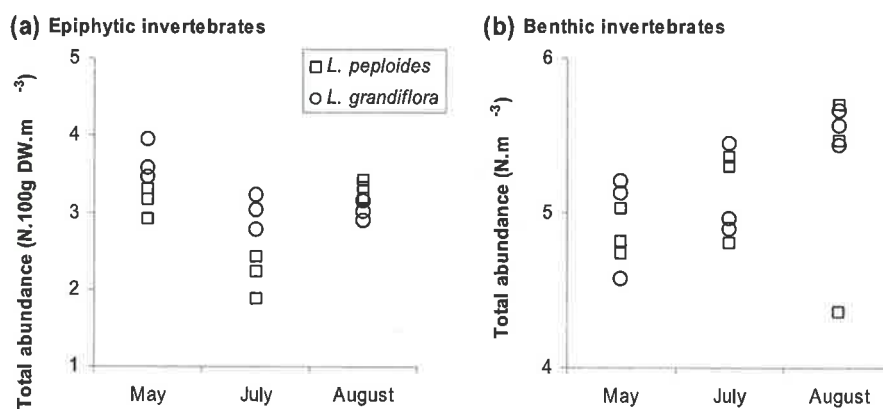 (a) Epiphytic invertebrates
Total abundance (N.100g DW.m -3)
5
4
3
2
1
L. peploides
L. grandiflora
May July August
(b) Benthic invertebrates
Total abundance (N.m -3)
6
5
4
May July August